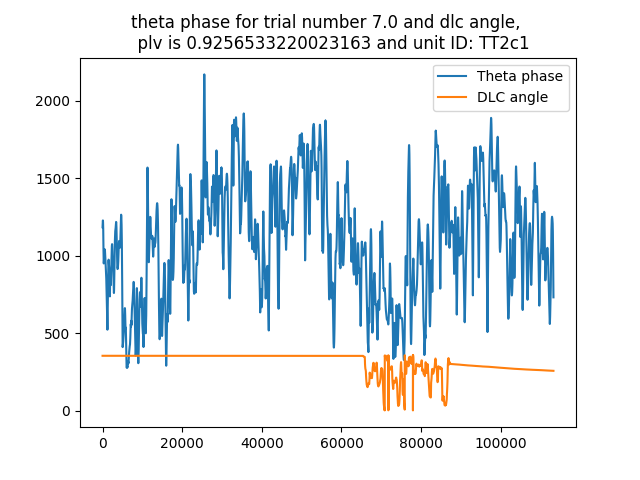 theta phase for trial number 7.0 and dlc angle,
plv is 0.9256533220023163 and unit ID: TT2c1
Theta phase
DLC angle
2000
1500
1000
500
0
0 20000 40000 60000 80000 100000